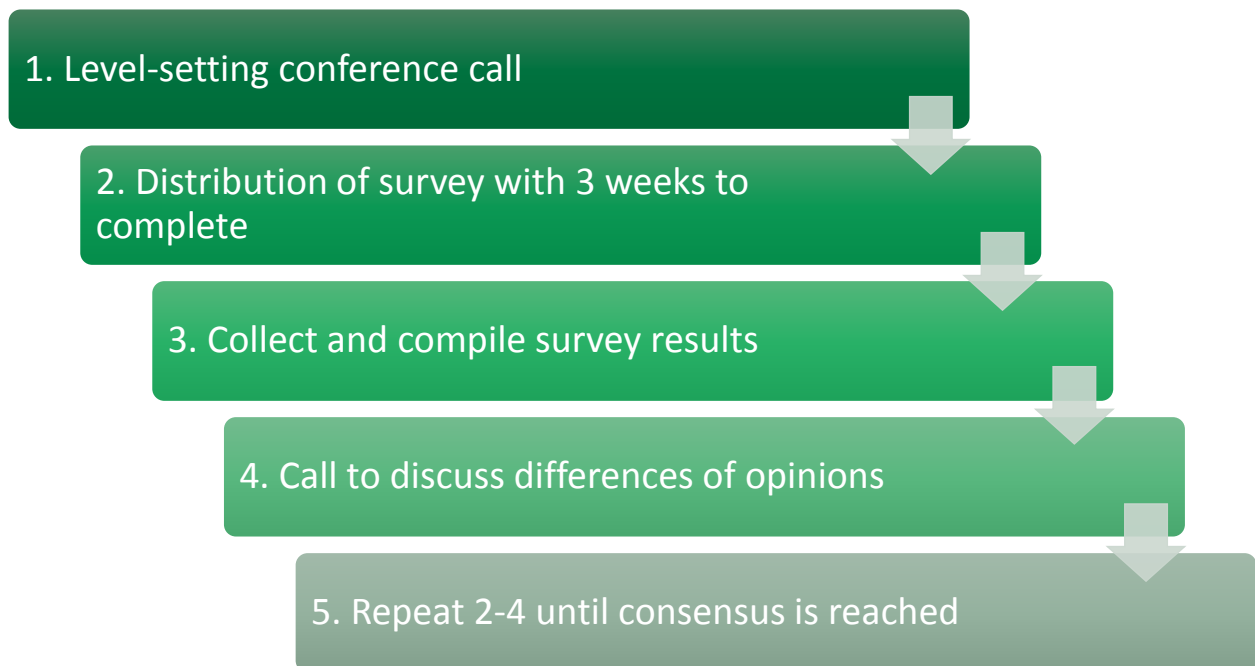 1. Level-setting conference call
2. Distribution of survey with 3 weeks to
complete
3. Collect and compile survey results
4. Call to discuss differences of opinions
5. Repeat 2-4 until consensus is reached